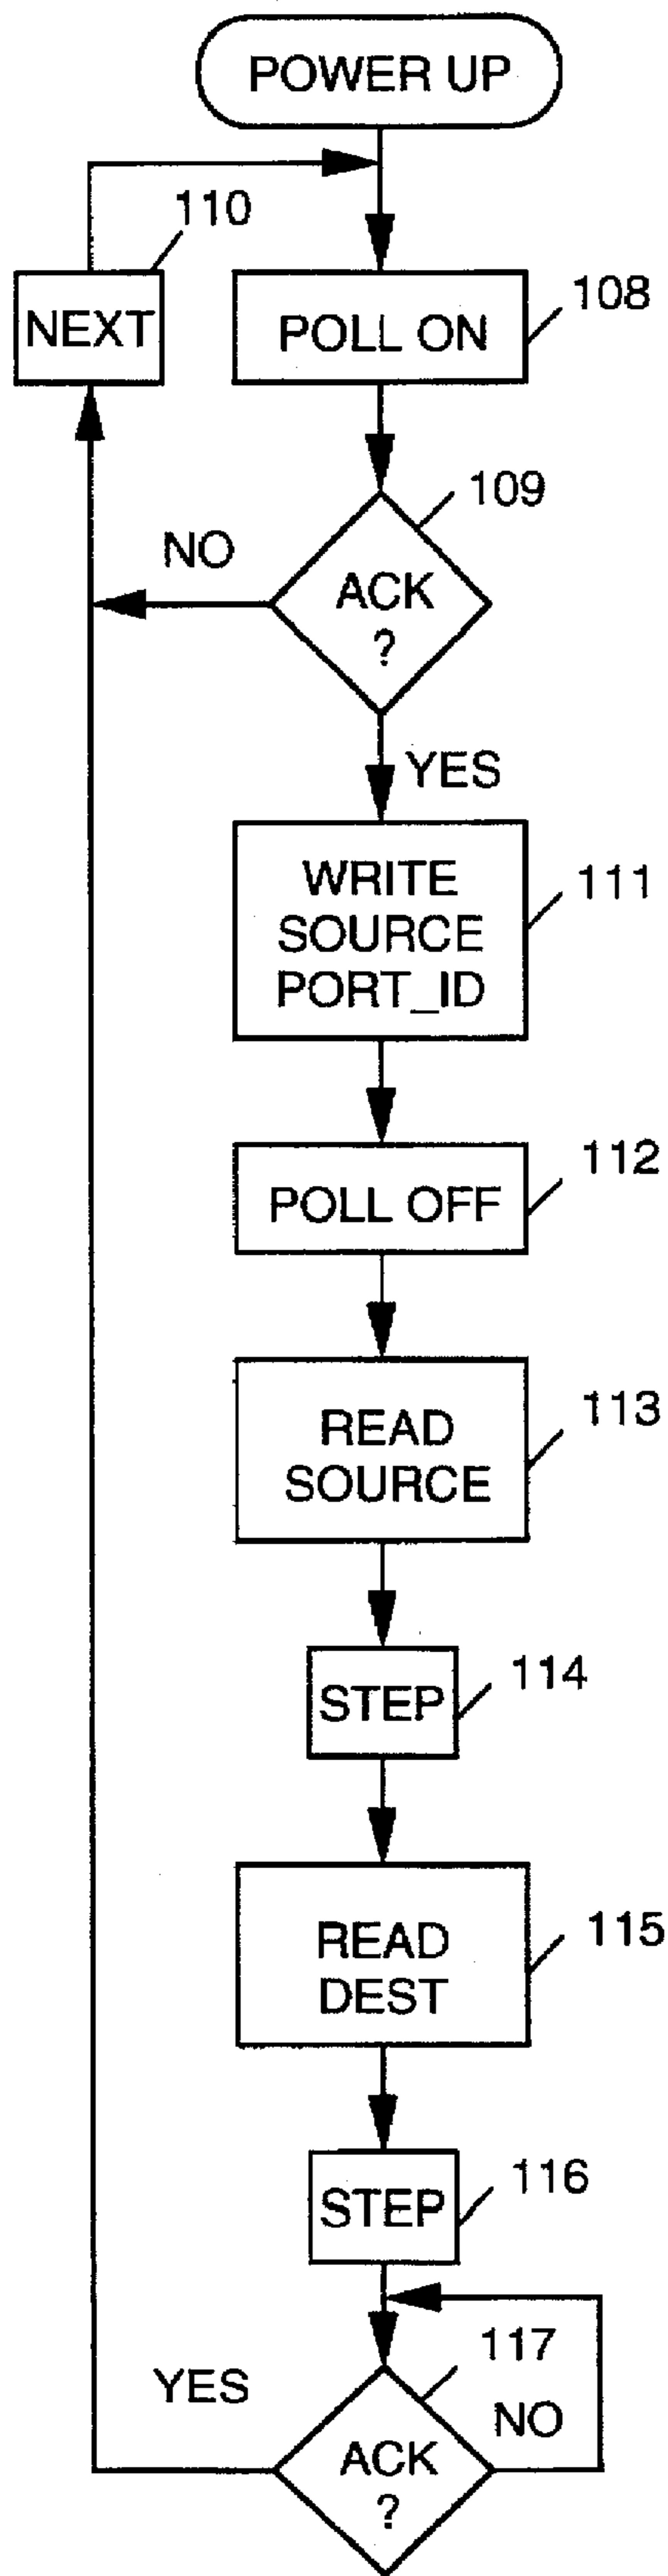 POWER UP
110
NEXT
108
POLL ON
109
NO
ACK
?
YES
WRITE
SOURCE
PORT_ID
111
112
POLL OFF
113
READ
SOURCE
114
STEP
115
READ
DEST
116
STEP
117
YES
NO
ACK
?